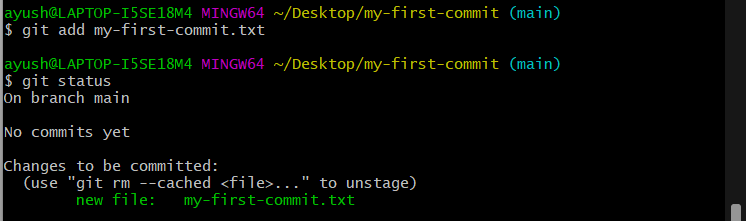 ayush@LAPTOP-I5SE18M4 MINGW64 ~/Desktop/my-first-commit (main)
$ git add my-first-commit.txt
ayush@LAPTOP-I5SE18M4 MINGW64 ~/Desktop/my-first-commit (main)
$ git status
On branch main
No commits yet
Changes to be committed:
  (use "git rm --cached <file>..." to unstage)
        new file:   my-first-commit.txt